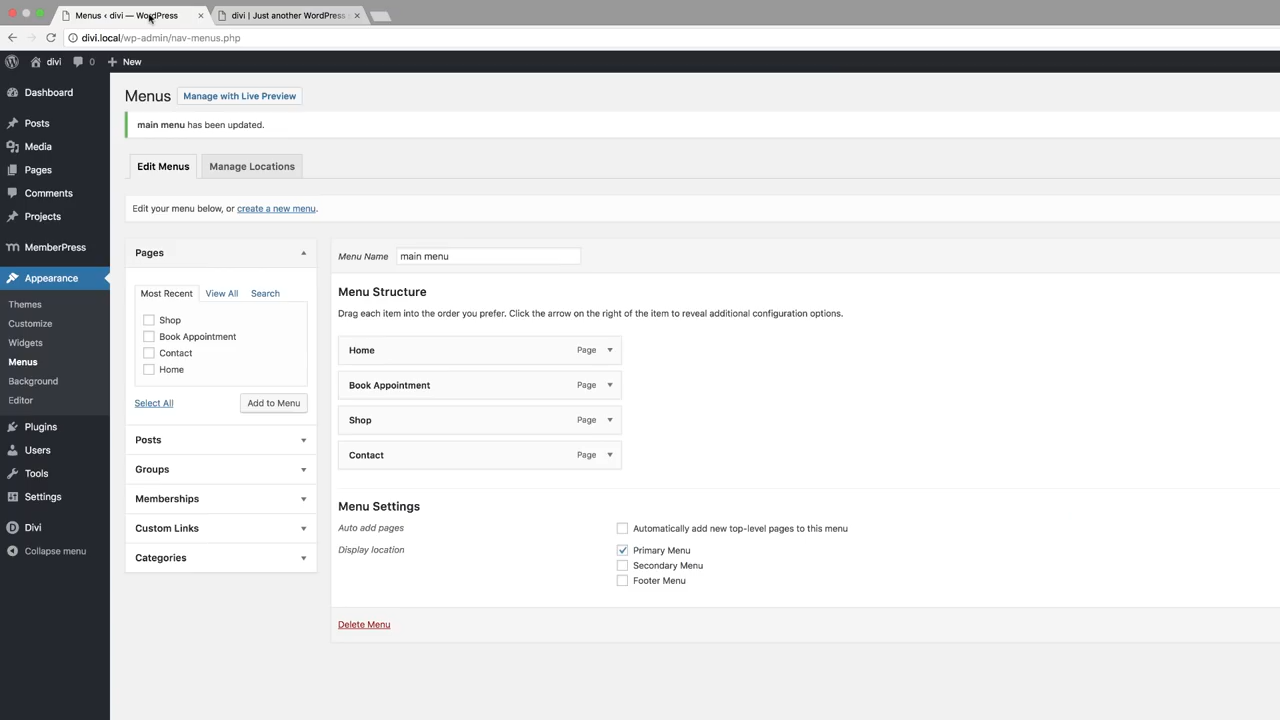 Menus ‹ divi — WordPress
divi | Just another WordPress
divi.local/wp-admin/nav-menus.php
divi
0
New
Dashboard
Posts
Media
Pages
Comments
Projects
MemberPress
Appearance
Themes
Customize
Widgets
Menus
Background
Editor
Plugins
Users
Tools
Settings
Divi
Collapse menu
Menus
Manage with Live Preview
main menu has been updated.
Edit Menus
Manage Locations
Edit your menu below, or create a new menu.
Pages
Most Recent
View All
Search
Shop
Book Appointment
Contact
Home
Select All
Add to Menu
Posts
Groups
Memberships
Custom Links
Categories
Menu Name
main menu
Menu Structure
Drag each item into the order you prefer. Click the arrow on the right of the item to reveal additional configuration options.
Home
Page
Book Appointment
Page
Shop
Page
Contact
Page
Menu Settings
Auto add pages
Automatically add new top-level pages to this menu
Display location
Primary Menu
Secondary Menu
Footer Menu
Delete Menu